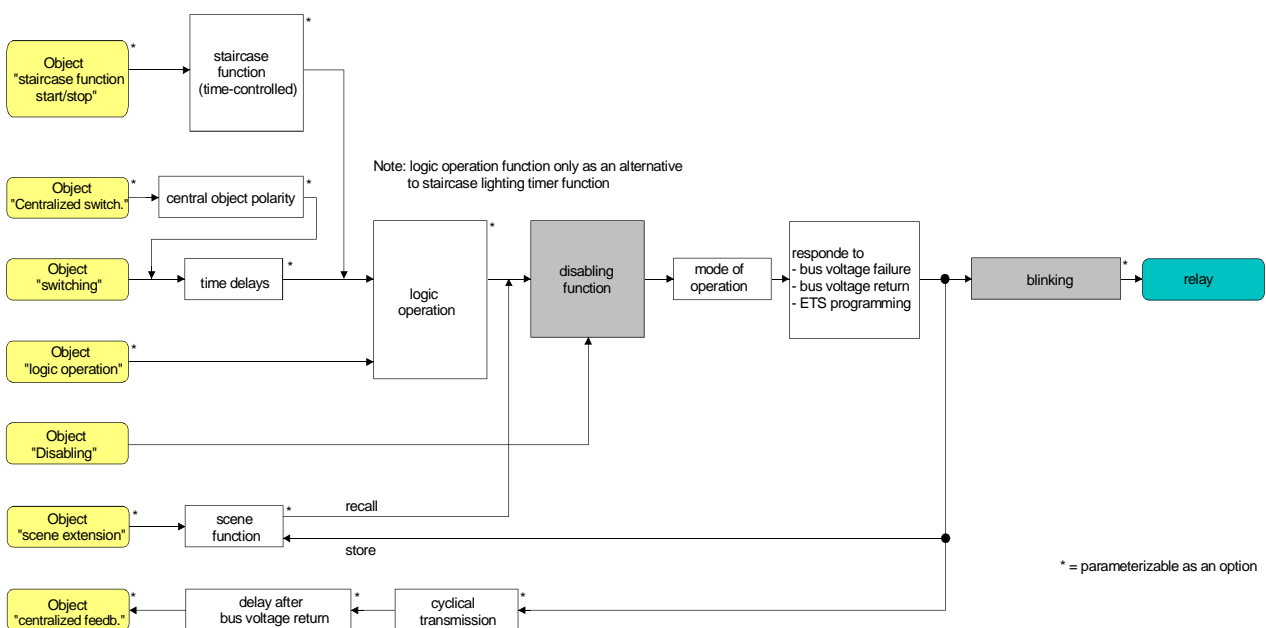 *
*
Object
"staircase function
start/stop"
staircase
function
(time-controlled)
Note: logic operation function only as an alternative
to staircase lighting timer function
*
*
Object
"Centralized switch."
central object polarity
*
*
*
Object
"switching"
time delays
logic
operation
disabling
function
mode of
operation
responde to
- bus voltage failure
- bus voltage return
- ETS programming
blinking
relay
*
Object
"logic operation"
Object
"Disabling"
*
*
Object
"scene extension"
scene
function
recall
store
* = parameterizable as an option
*
*
*
Object
"centralized feedb."
delay after
bus voltage return
cyclical
transmission